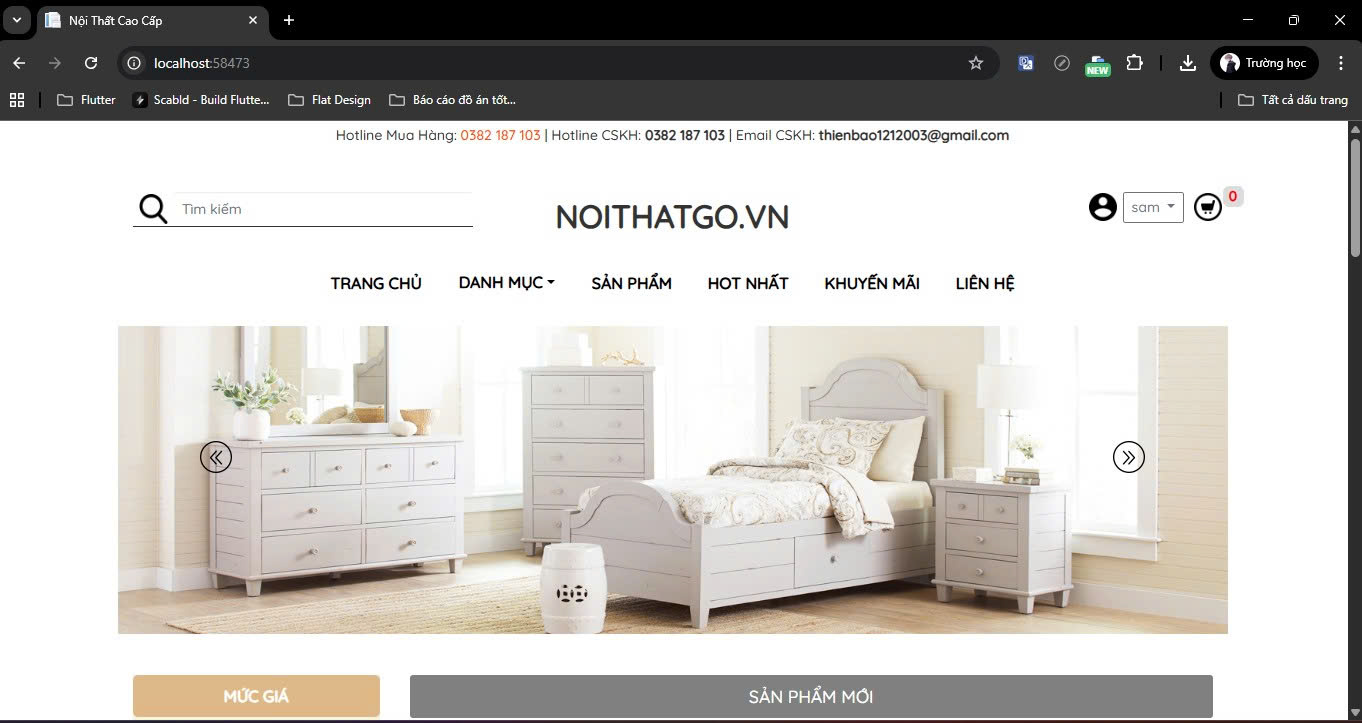 Nội Thất Cao Cấp
localhost:58473
NEW
Trường học
Flutter
Scabld - Build Flutte...
Flat Design
Báo cáo đồ án tốt...
Tất cả dấu trang
Hotline Mua Hàng: 0382 187 103 | Hotline CSKH: 0382 187 103 | Email CSKH: thienbao1212003@gmail.com
Tìm kiếm
NOITHATGO.VN
sam
0
TRANG CHỦ DANH MỤC SẢN PHẨM HOT NHẤT KHUYẾN MÃI LIÊN HỆ
MỨC GIÁ
SẢN PHẨM MỚI